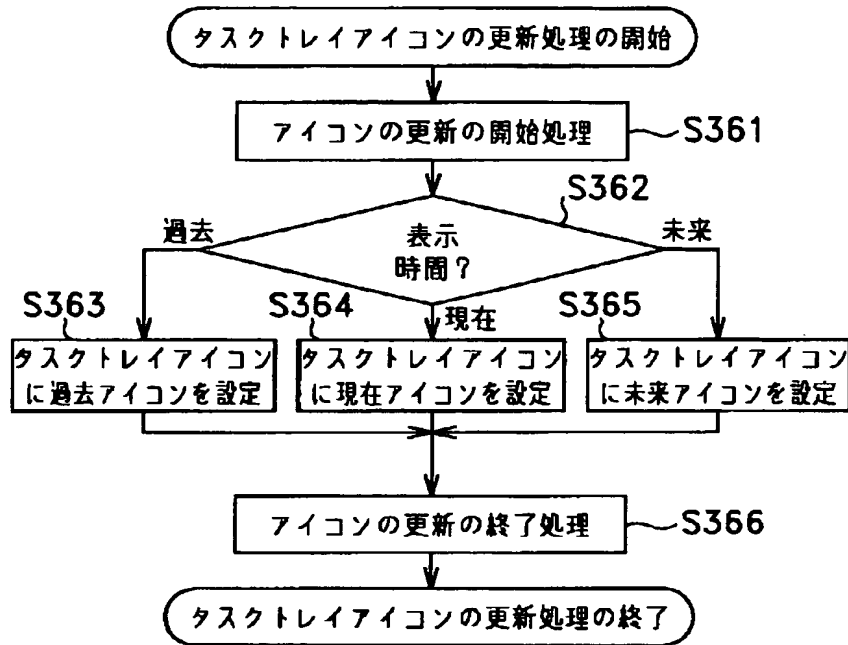 タスクトレイアイコンの更新処理の開始
アイコンの更新の開始処理
S361
S362
過去
表示
時間?
未来
現在
S363
タスクトレイアイコン
に過去アイコンを設定
S364
タスクトレイアイコン
に現在アイコンを設定
S365
タスクトレイアイコン
に未来アイコンを設定
アイコンの更新の終了処理
S366
タスクトレイアイコンの更新処理の終了